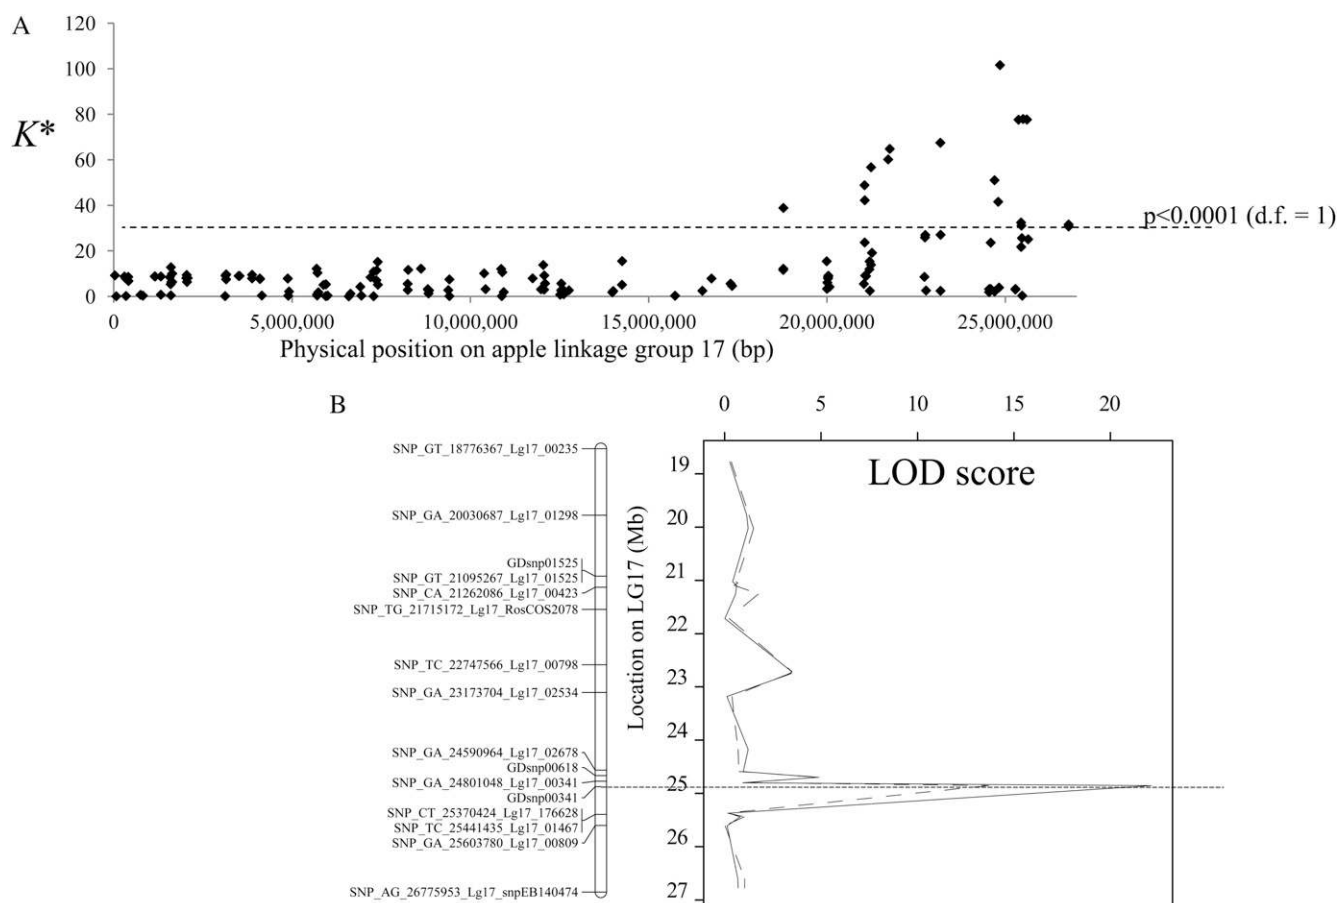 A
120
100
80
60
40
20
0
K*
p<0.0001 (d.f. = 1)
0 5,000,000 10,000,000 15,000,000 20,000,000 25,000,000
Physical position on apple linkage group 17 (bp)
B
0 5 10 15 20
LOD score
SNP_GT_18776367_Lg17_00235
SNP_GA_20030687_Lg17_01298
GDsnp01525
SNP_GT_21095267_Lg17_01525
SNP_CA_21262086_Lg17_00423
SNP_TG_21715172_Lg17_RosCOS2078
SNP_TC_22747566_Lg17_00798
SNP_GA_23173704_Lg17_02534
SNP_GA_24590964_Lg17_02678
GDsnp00618
SNP_GA_24801048_Lg17_00341
GDsnp00341
SNP_CT_25370424_Lg17_176628
SNP_TC_25441435_Lg17_01467
SNP_GA_25603780_Lg17_00809
SNP_AG_26775953_Lg17_snpEB140474
Location on LG17 (Mb)
19
20
21
22
23
24
25
26
27